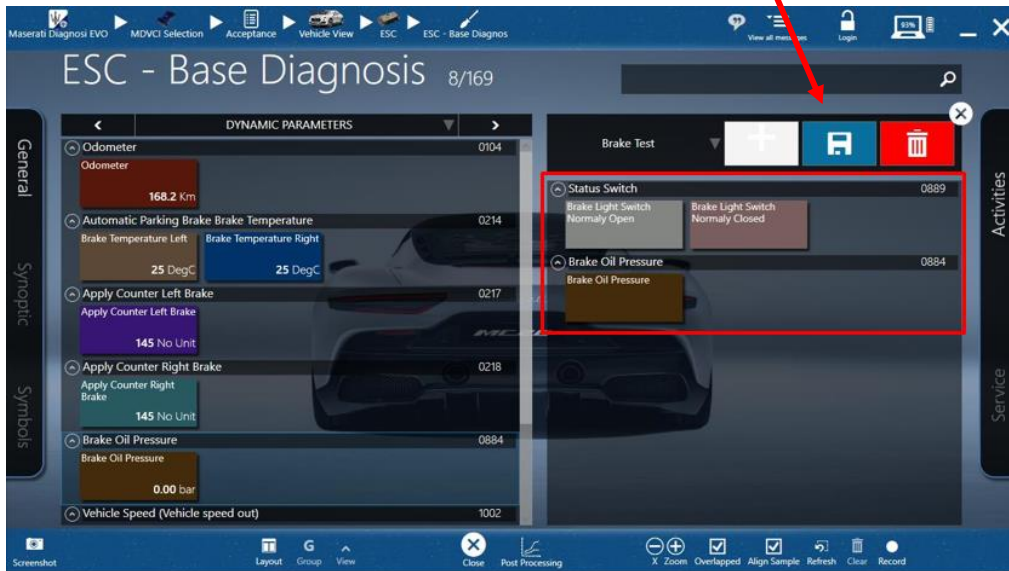 Maserati Diagnosi EVO
MDVCI Selection
Acceptance
Vehicle View
ESC
ESC - Base Diagnos
View all messages
Login
93%
ESC - Base Diagnosis 8/169
General
Synoptic
Symbols
DYNAMIC PARAMETERS
Odometer 0104
Odometer
168.2 Km
Automatic Parking Brake Brake Temperature 0214
Brake Temperature Left
25 DegC
Brake Temperature Right
25 DegC
Apply Counter Left Brake 0217
Apply Counter Left Brake
145 No Unit
Apply Counter Right Brake 0218
Apply Counter Right
Brake
145 No Unit
Brake Oil Pressure 0884
Brake Oil Pressure
0.00 bar
Vehicle Speed (Vehicle speed out) 1002
Brake Test
Status Switch 0889
Brake Light Switch
Normaly Open
Brake Light Switch
Normaly Closed
Brake Oil Pressure 0884
Brake Oil Pressure
Activities
Service
Screenshot
Layout
Group
View
Close
Post Processing
X Zoom
Overlapped
Align Sample
Refresh
Clear
Record